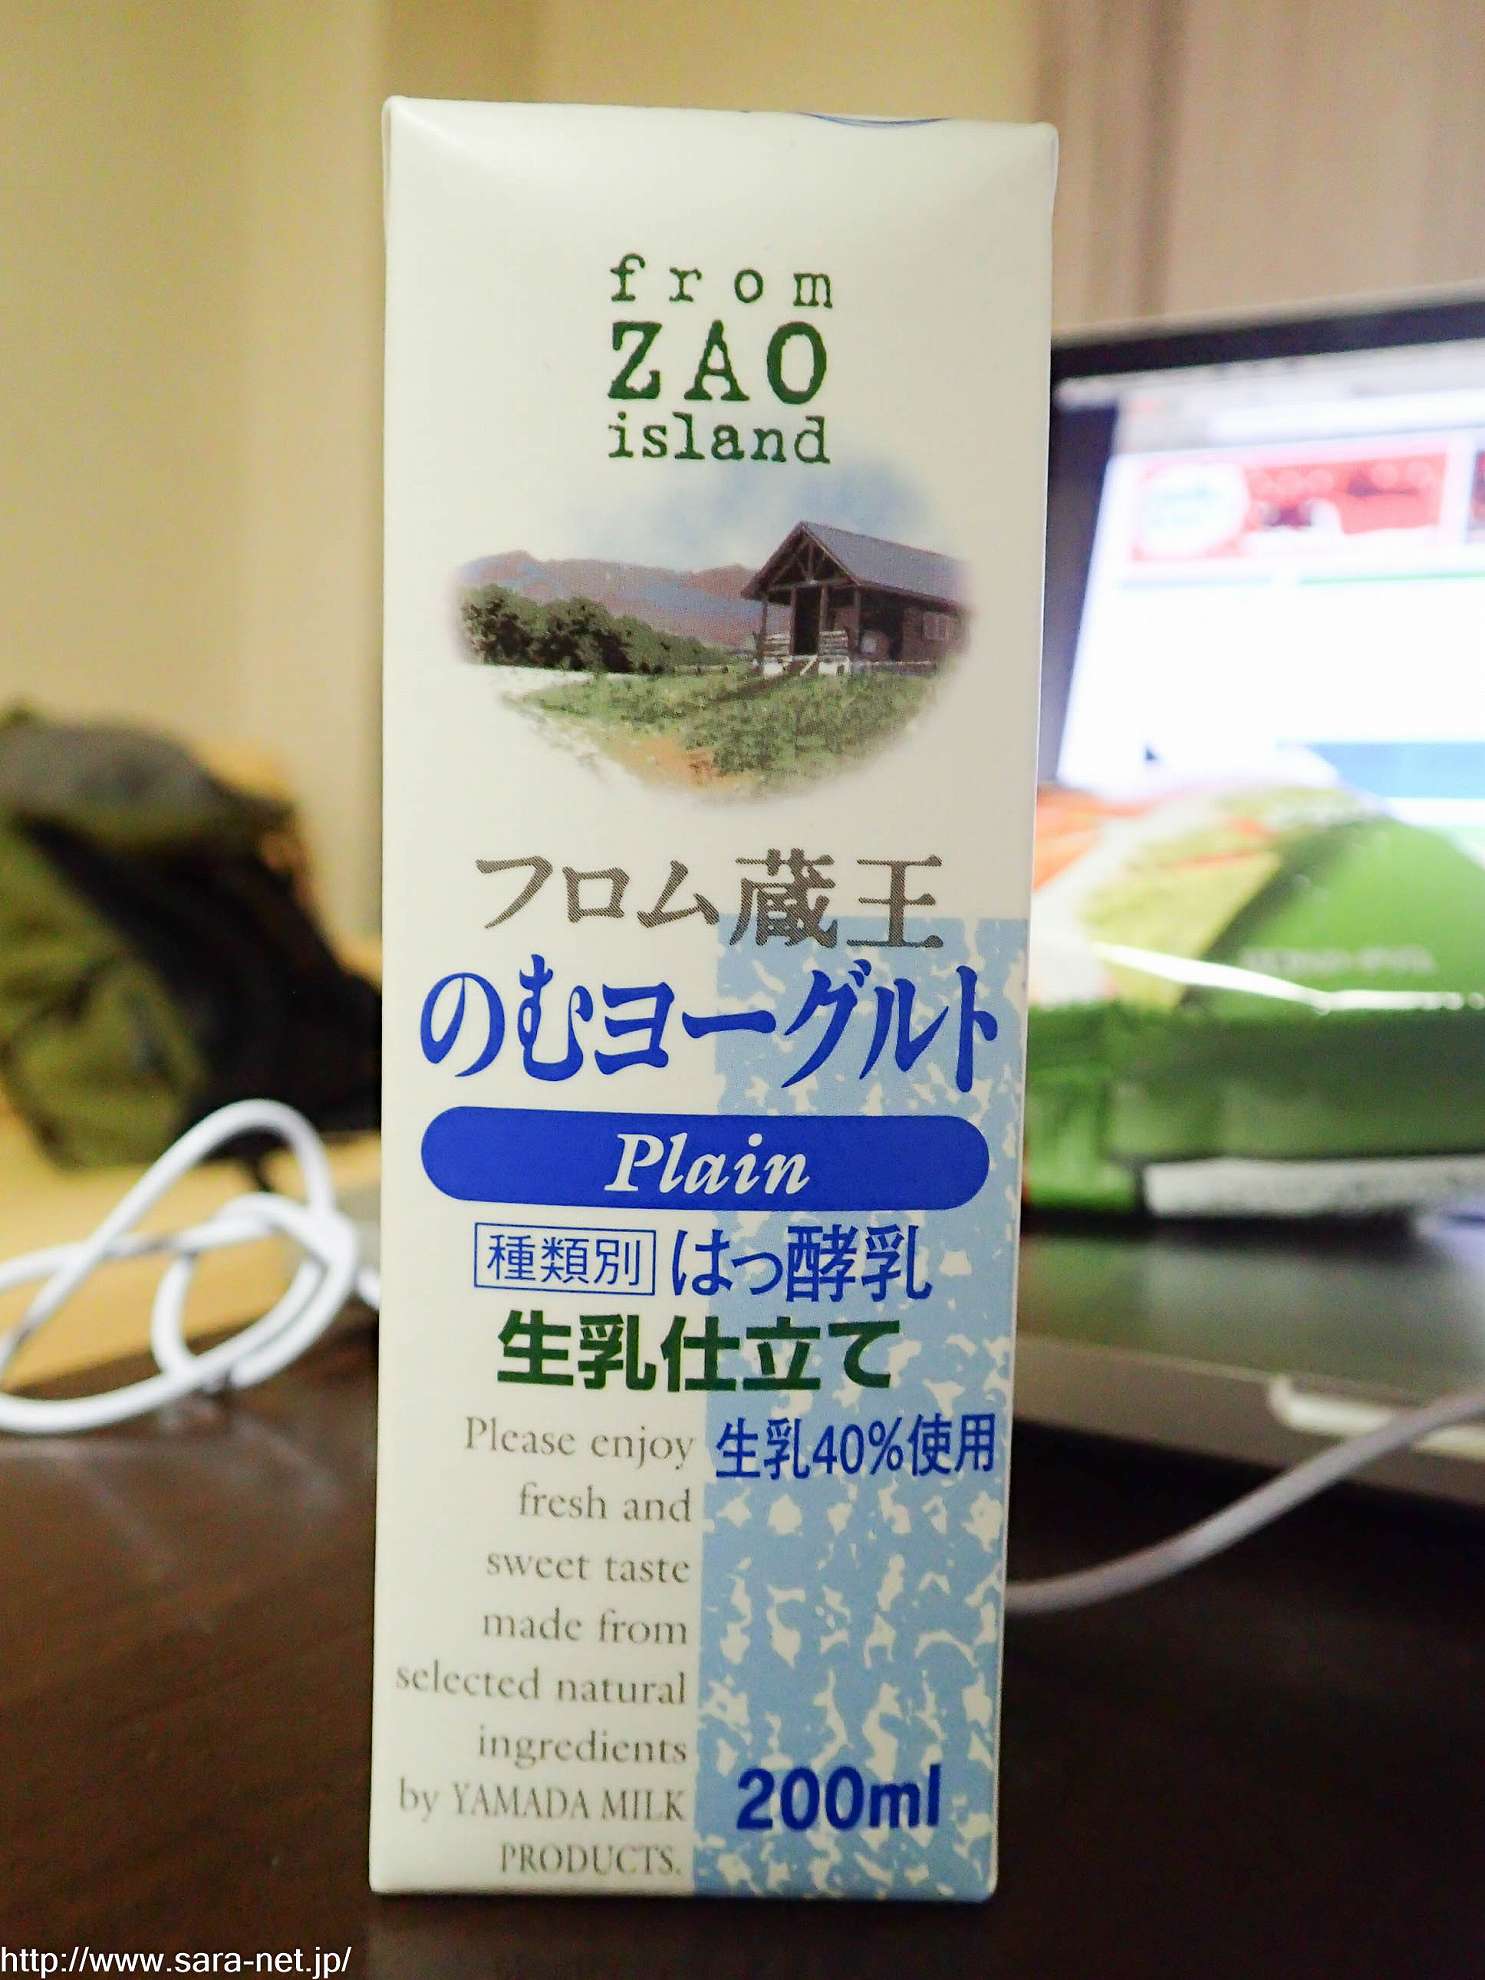 from
ZAO
island
フロム蔵王
のむヨーグルト
Plain
種類別 はっ酵乳
生乳仕立て
生乳40%使用
Please enjoy
fresh and
sweet taste
made from
selected natural
ingredients
by YAMADA MILK
PRODUCTS.
200ml
http://www.sara-net.jp/